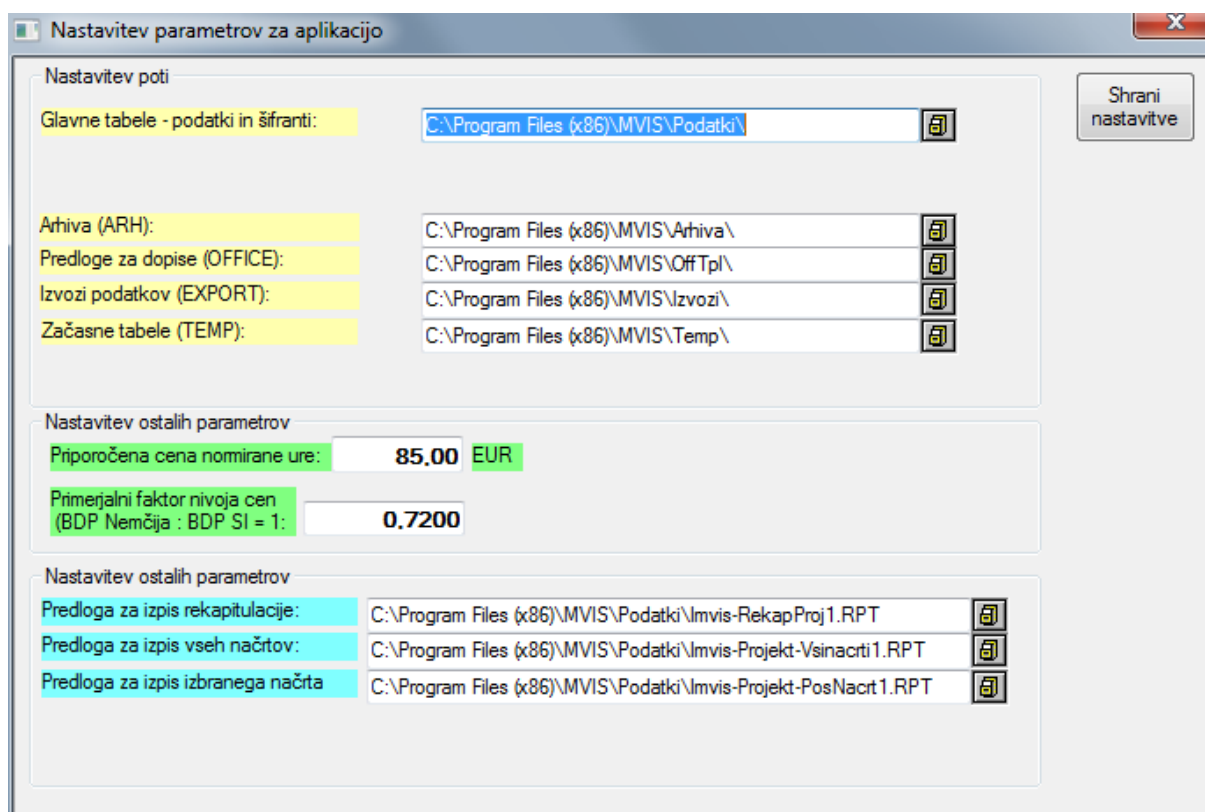 Nastavitev parametrov za aplikacijo
x
Nastavitev poti
Shrani
nastavitve
Glavne tabele - podatki in šifranti: C:\Program Files (x86)\MVIS\Podatki\
Arhiva (ARH): C:\Program Files (x86)\MVIS\Arhiva\
Predloge za dopise (OFFICE): C:\Program Files (x86)\MVIS\OffTpl\
Izvozi podatkov (EXPORT): C:\Program Files (x86)\MVIS\Izvozi\
Začasne tabele (TEMP): C:\Program Files (x86)\MVIS\Temp\
Nastavitev ostalih parametrov
Priporočena cena normirane ure: 85,00 EUR
Primerjalni faktor nivoja cen
(BDP Nemčija : BDP SI = 1: 0,7200
Nastavitev ostalih parametrov
Predloga za izpis rekapitulacije: C:\Program Files (x86)\MVIS\Podatki\Imvis-RekapProj1.RPT
Predloga za izpis vseh načrtov: C:\Program Files (x86)\MVIS\Podatki\Imvis-Projekt-Vsinacrti1.RPT
Predloga za izpis izbranega načrta C:\Program Files (x86)\MVIS\Podatki\Imvis-Projekt-PosNacrt1.RPT